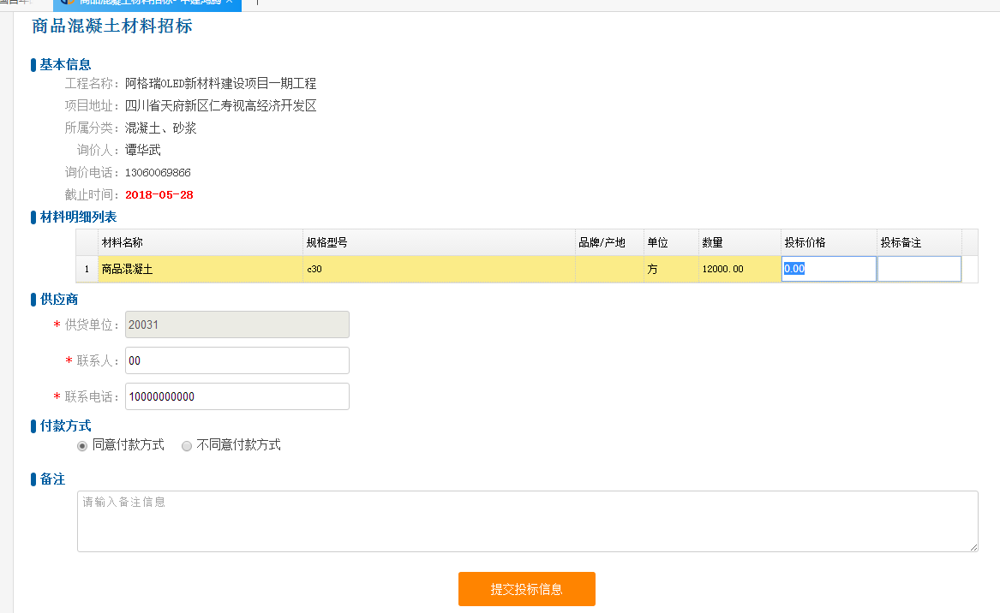 商品混凝土材料招标
基本信息
工程名称：阿格瑞OLED新材料建设项目一期工程
项目地址：四川省天府新区仁寿视高经济开发区
所属分类：混凝土、砂浆
询价人：谭华武
询价电话：13060069866
截止时间：2018-05-28
材料明细列表
材料名称 规格型号 品牌/产地 单位 数量 投标价格 投标备注
1 商品混凝土 c30 方 12000.00 0.00
供应商
* 供货单位：20031
* 联系人：00
* 联系电话：10000000000
付款方式
同意付款方式 不同意付款方式
备注
请输入备注信息
提交投标信息